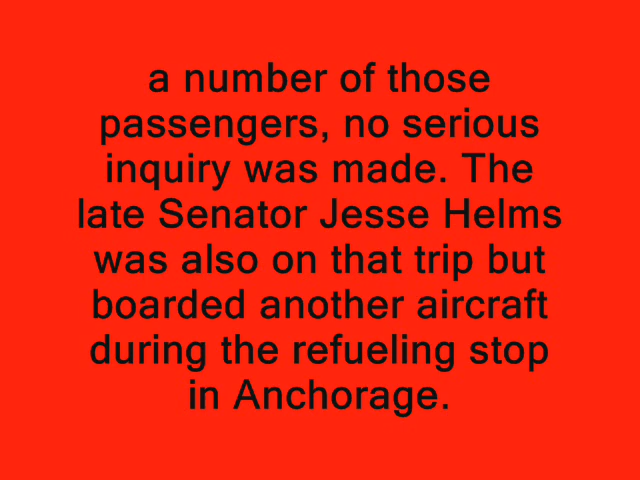 a number of those
passengers, no serious
inquiry was made. The
late Senator Jesse Helms
was also on that trip but
boarded another aircraft
during the refueling stop
in Anchorage.